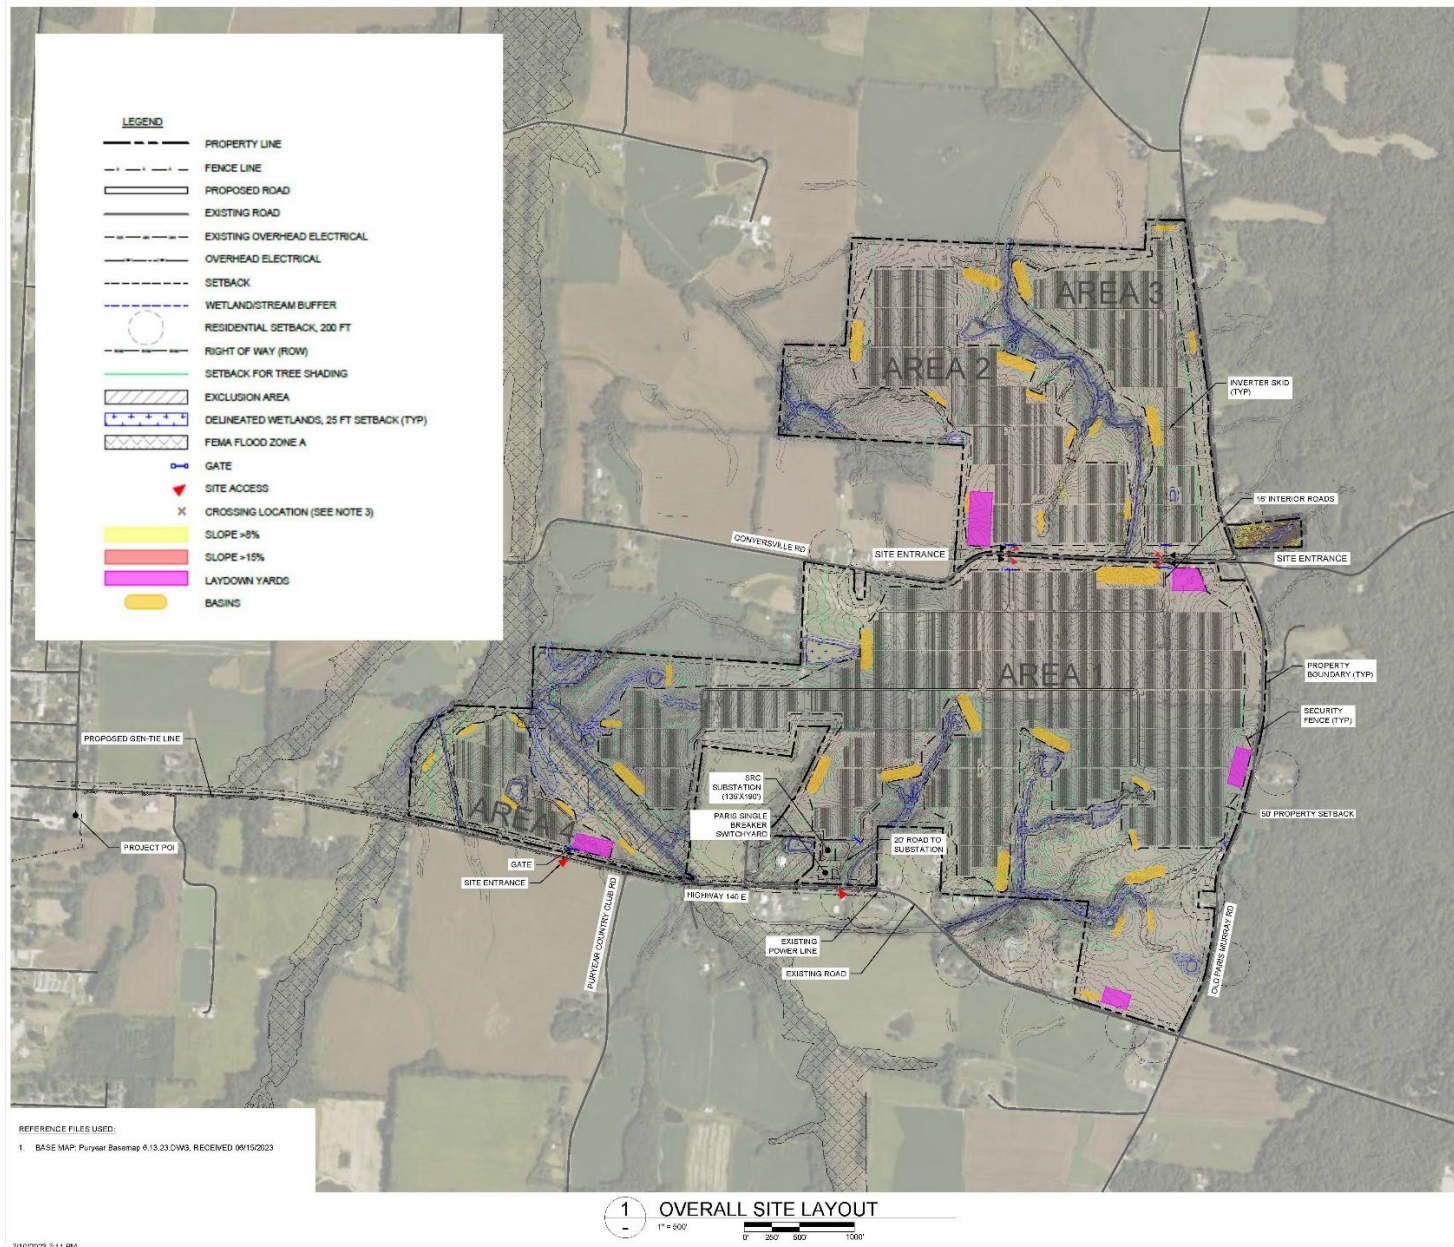 LEGEND
PROPERTY LINE
FENCE LINE
PROPOSED ROAD
EXISTING ROAD
EXISTING OVERHEAD ELECTRICAL
OVERHEAD ELECTRICAL
SETBACK
WETLAND/STREAM BUFFER
RESIDENTIAL SETBACK, 200 FT
RIGHT OF WAY (ROW)
SETBACK FOR TREE SHADING
EXCLUSION AREA
DELINEATED WETLANDS, 25 FT SETBACK (TYP)
FEMA FLOOD ZONE A
GATE
SITE ACCESS
CROSSING LOCATION (SEE NOTE 3)
SLOPE >8%
SLOPE >15%
LAYDOWN YARDS
BASINS
AREA 3
AREA 2
INVERTER SKID
(TYP)
16' INTERIOR ROADS
CONYERSVILLE RD
SITE ENTRANCE
SITE ENTRANCE
AREA 1
PROPERTY
BOUNDARY (TYP)
SECURITY
FENCE (TYP)
PROPOSED GEN-TIE LINE
SRC
SUBSTATION
(135'X190')
PARIS SINGLE
BREAKER
SWITCHYARD
AREA 4
50' PROPERTY SETBACK
PROJECT POI
20' ROAD TO
SUBSTATION
GATE
SITE ENTRANCE
HIGHWAY 140 E
PURYEAR COUNTRY CLUB RD
EXISTING
POWER LINE
EXISTING ROAD
OLD PARIS MURRAY RD
REFERENCE FILES USED:
1. BASE MAP: Puryear Basemap 6.13.23.DWG, RECEIVED 06/15/2023
1
-
OVERALL SITE LAYOUT
1" = 500'
0' 250' 500' 1000'
7/10/2023 7:11 PM